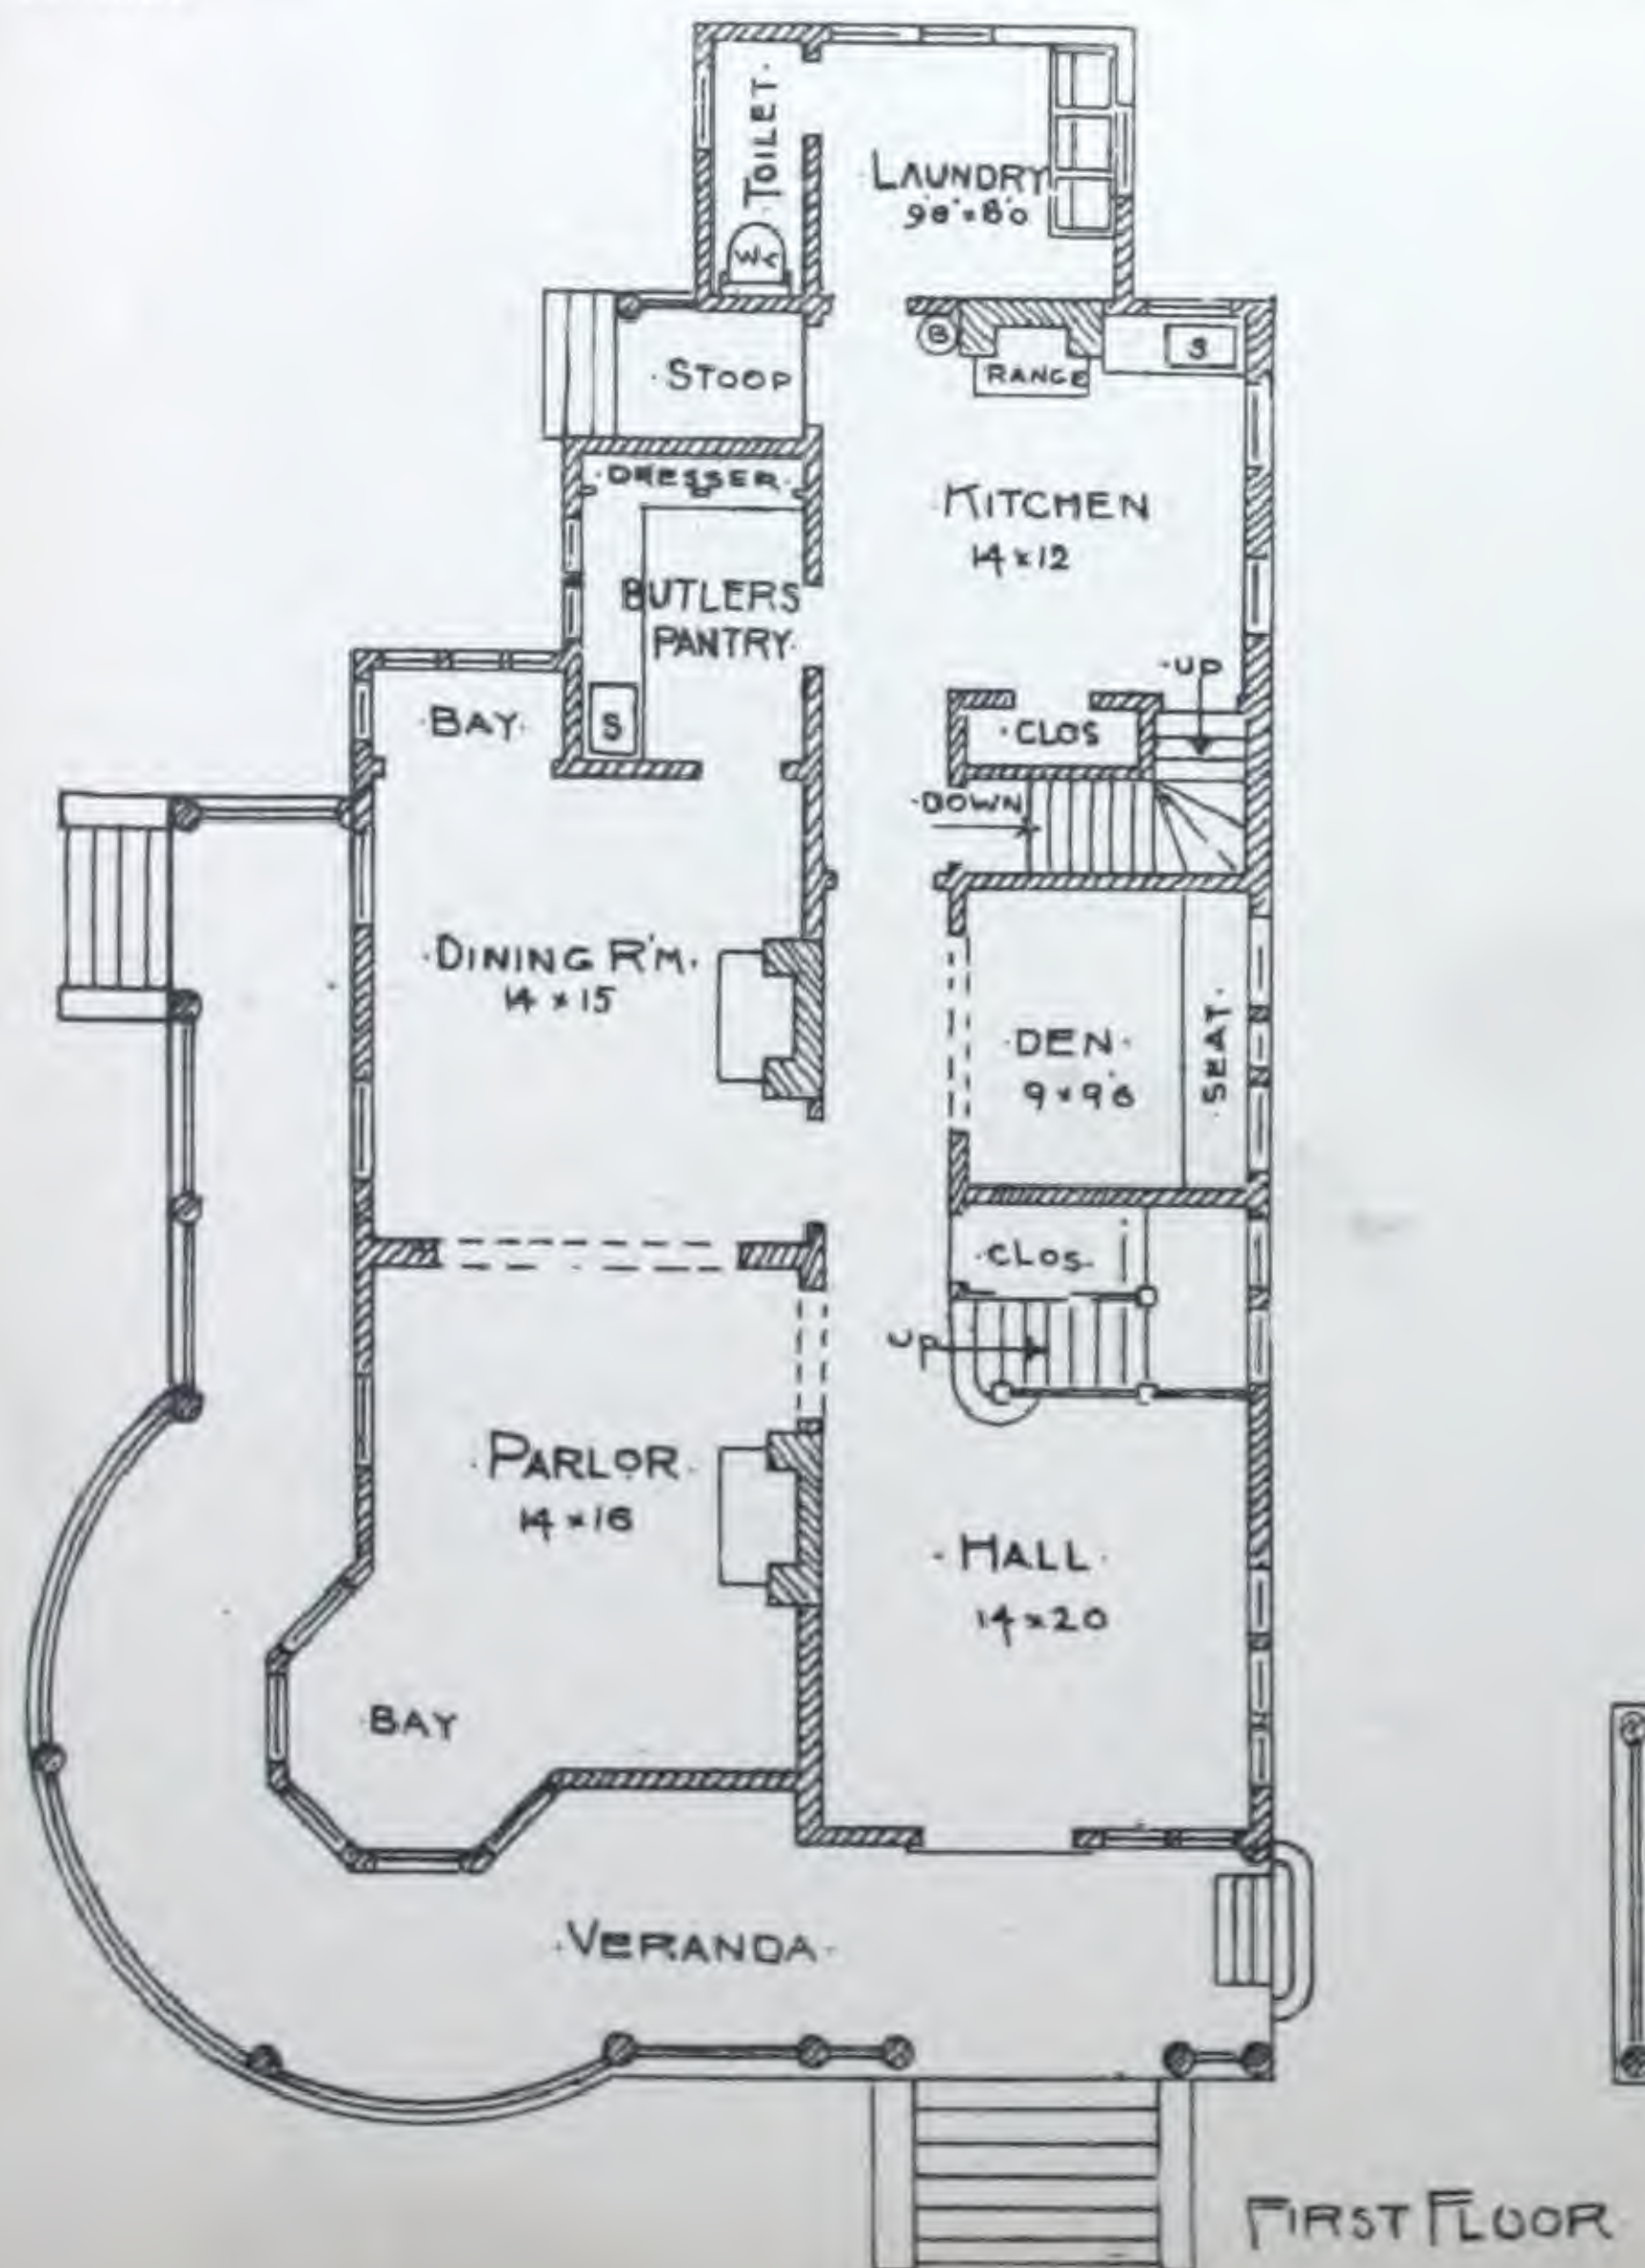 TOILET
LAUNDRY
9'8" × 8'0
WC
STOOP
B
RANGE
S
DRESSER
KITCHEN
14 × 12
BUTLERS
PANTRY
UP
BAY
S
CLOS
DOWN
DINING R'M.
14 × 15
DEN
9 × 9'6
SEAT
CLOS.
UP
PARLOR
14 × 16
HALL
14 × 20
BAY
VERANDA
FIRST FLOOR